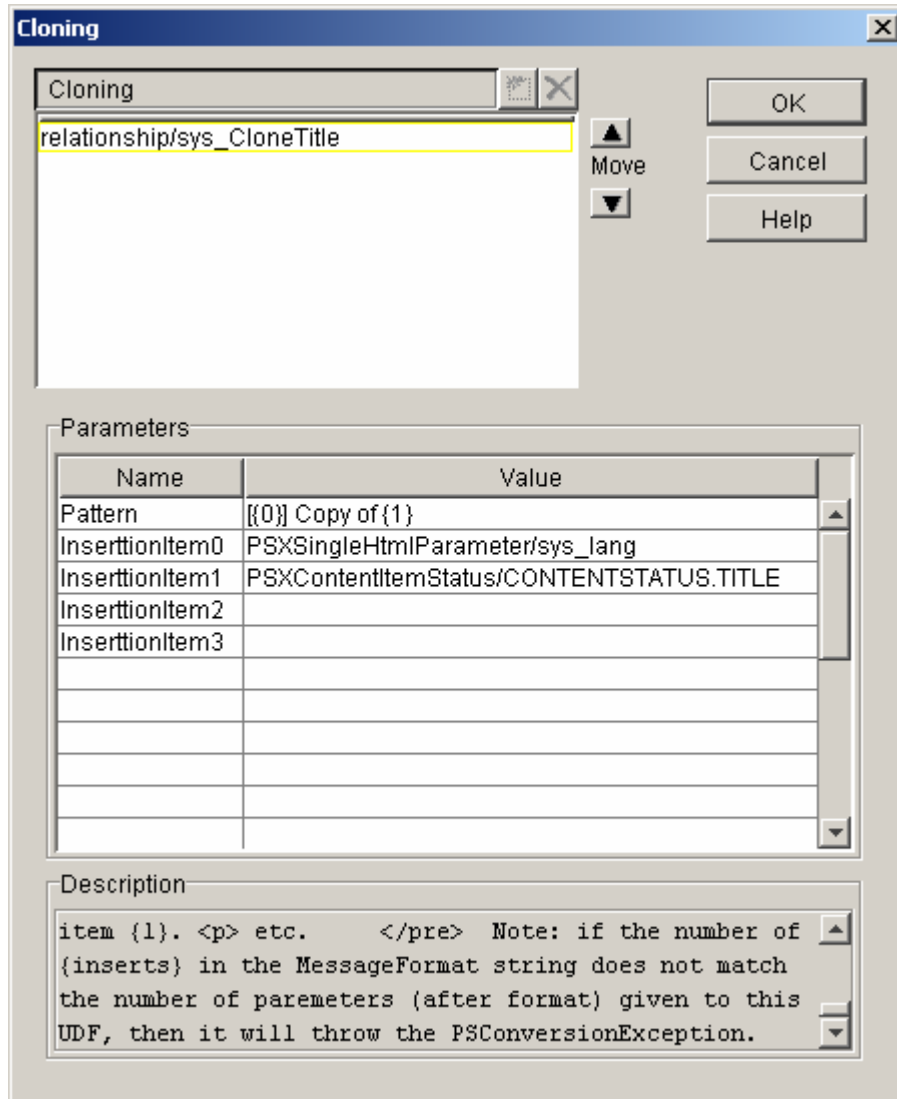 Cloning
Cloning
OK
relationship/sys_CloneTitle
Move
Cancel
Help
Parameters
Name Value
Pattern [{0}] Copy of {1}
InserttionItem0 PSXSingleHtmlParameter/sys_lang
InserttionItem1 PSXContentItemStatus/CONTENTSTATUS.TITLE
InserttionItem2
InserttionItem3
Description
item {1}. <p> etc. </pre> Note: if the number of
{inserts} in the MessageFormat string does not match
the number of paremeters (after format) given to this
UDF, then it will throw the PSConversionException.